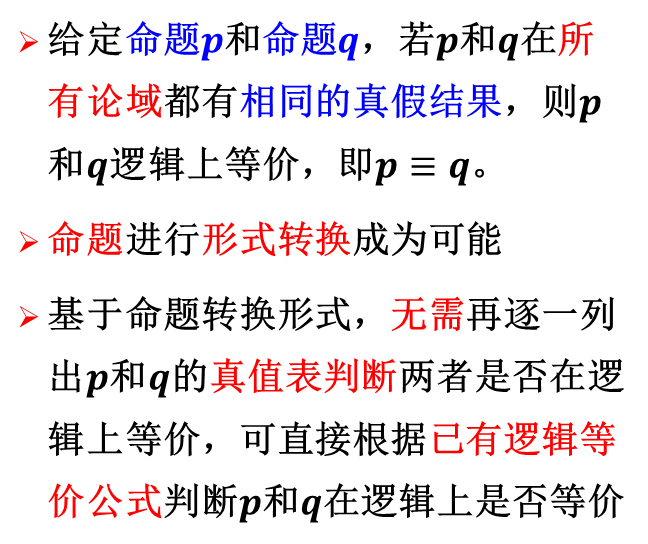 ➢ 给定命题p和命题q，若p和q在所
有论域都有相同的真假结果，则p
和q逻辑上等价，即p ≡ q。
➢ 命题进行形式转换成为可能
➢ 基于命题转换形式，无需再逐一列
出p和q的真值表判断两者是否在逻
辑上等价，可直接根据已有逻辑等
价公式判断p和q在逻辑上是否等价